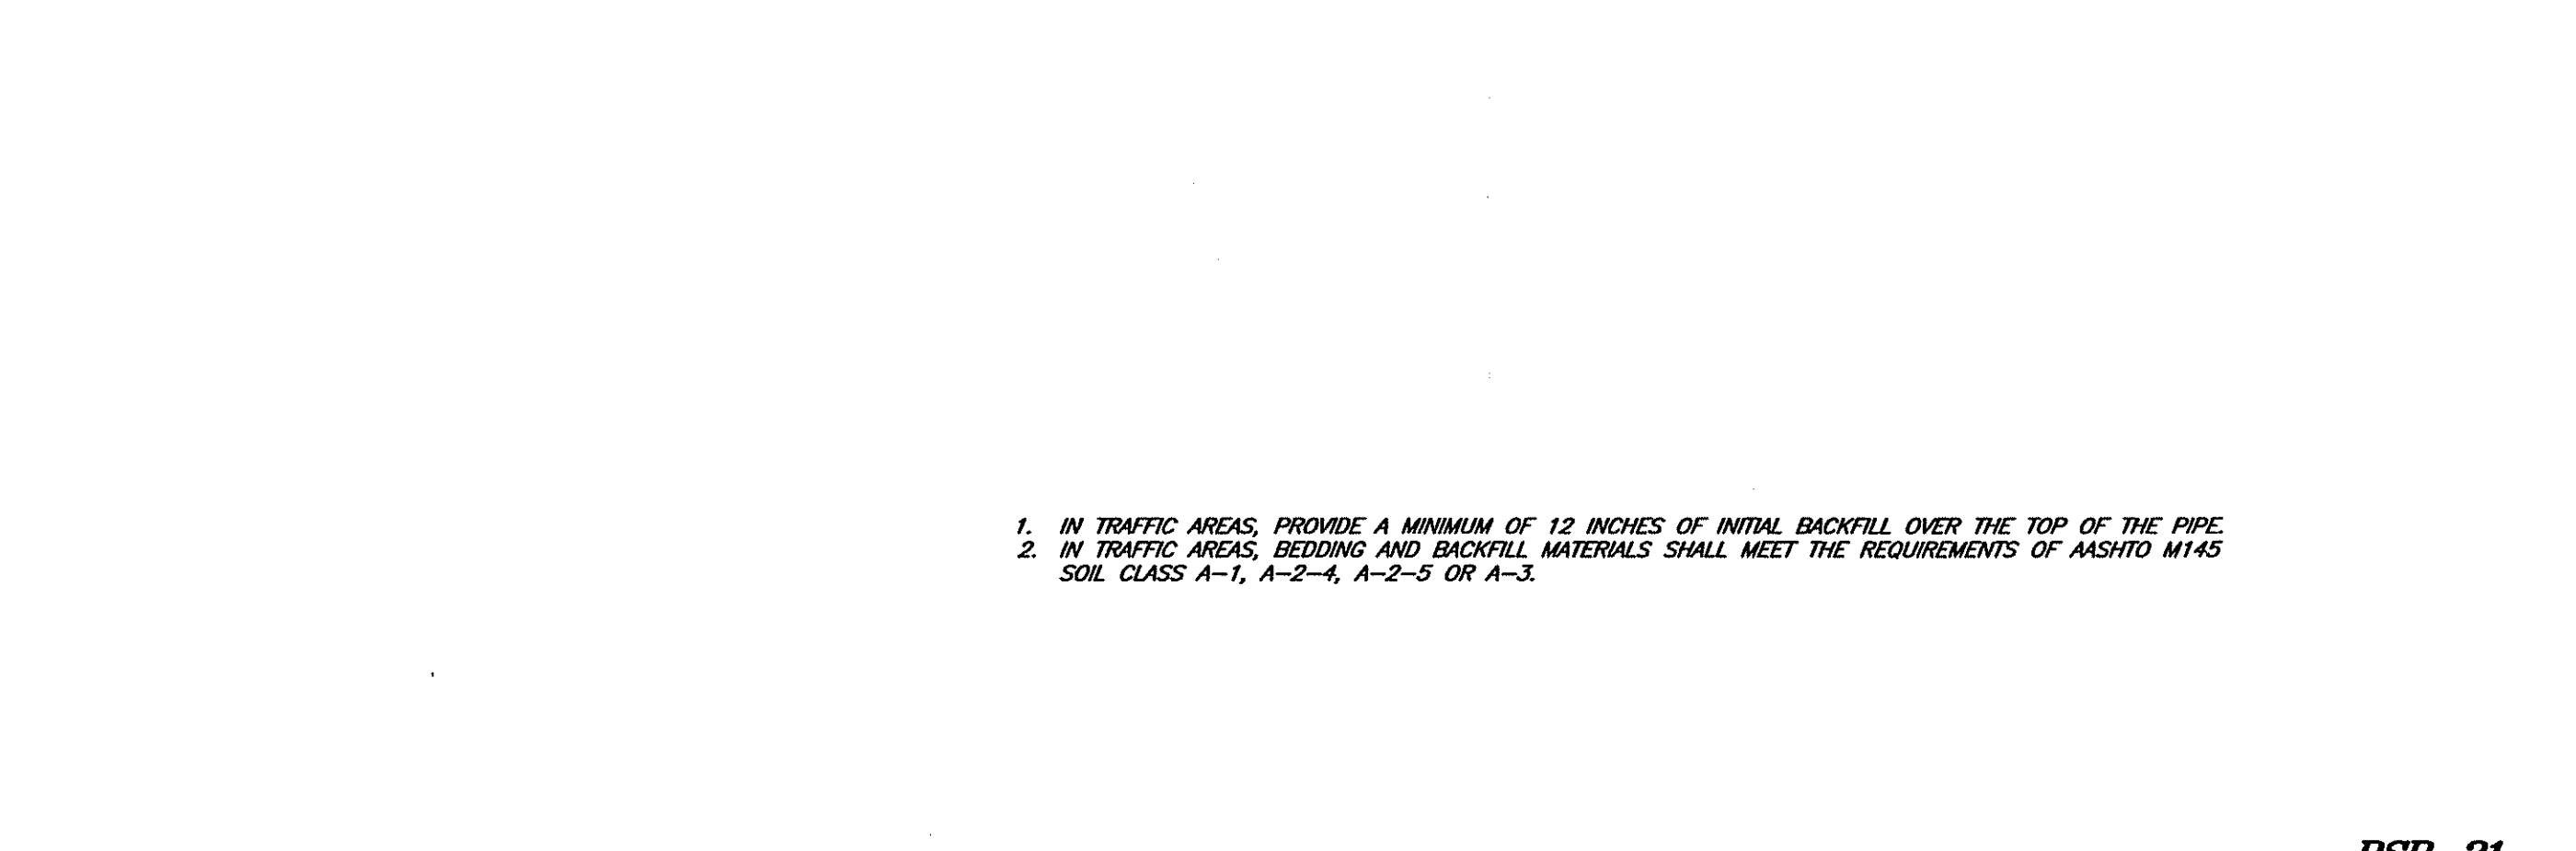 1. IN TRAFFIC AREAS, PROVIDE A MINIMUM OF 12 INCHES OF INITIAL BACKFILL OVER THE TOP OF THE PIPE.
2. IN TRAFFIC AREAS, BEDDING AND BACKFILL MATERIALS SHALL MEET THE REQUIREMENTS OF AASHTO M145
SOIL CLASS A-1, A-2-4, A-2-5 OR A-3.